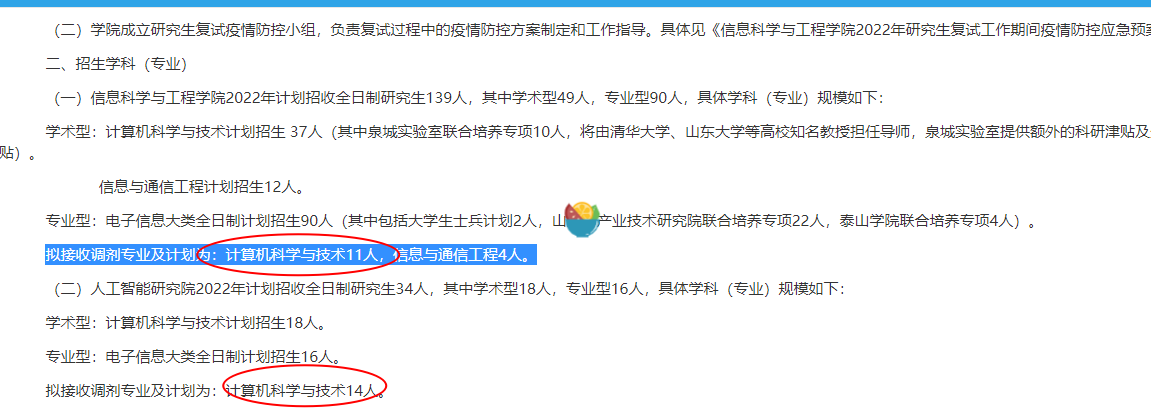 （二）学院成立研究生复试疫情防控小组，负责复试过程中的疫情防控方案制定和工作指导。具体见《信息科学与工程学院2022年研究生复试工作期间疫情防控应急预案
二、招生学科（专业）
（一）信息科学与工程学院2022年计划招收全日制研究生139人，其中学术型49人，专业型90人，具体学科（专业）规模如下：
学术型：计算机科学与技术计划招生 37人（其中泉城实验室联合培养专项10人，将由清华大学、山东大学等高校知名教授担任导师，泉城实验室提供额外的科研津贴及
贴）。
信息与通信工程计划招生12人。
专业型：电子信息大类全日制计划招生90人（其中包括大学生士兵计划2人，山 产业技术研究院联合培养专项22人，泰山学院联合培养专项4人）。
拟接收调剂专业及计划为：计算机科学与技术11人，信息与通信工程4人。
（二）人工智能研究院2022年计划招收全日制研究生34人，其中学术型18人，专业型16人，具体学科（专业）规模如下：
学术型：计算机科学与技术计划招生18人。
专业型：电子信息大类全日制计划招生16人。
拟接收调剂专业及计划为：计算机科学与技术14人。